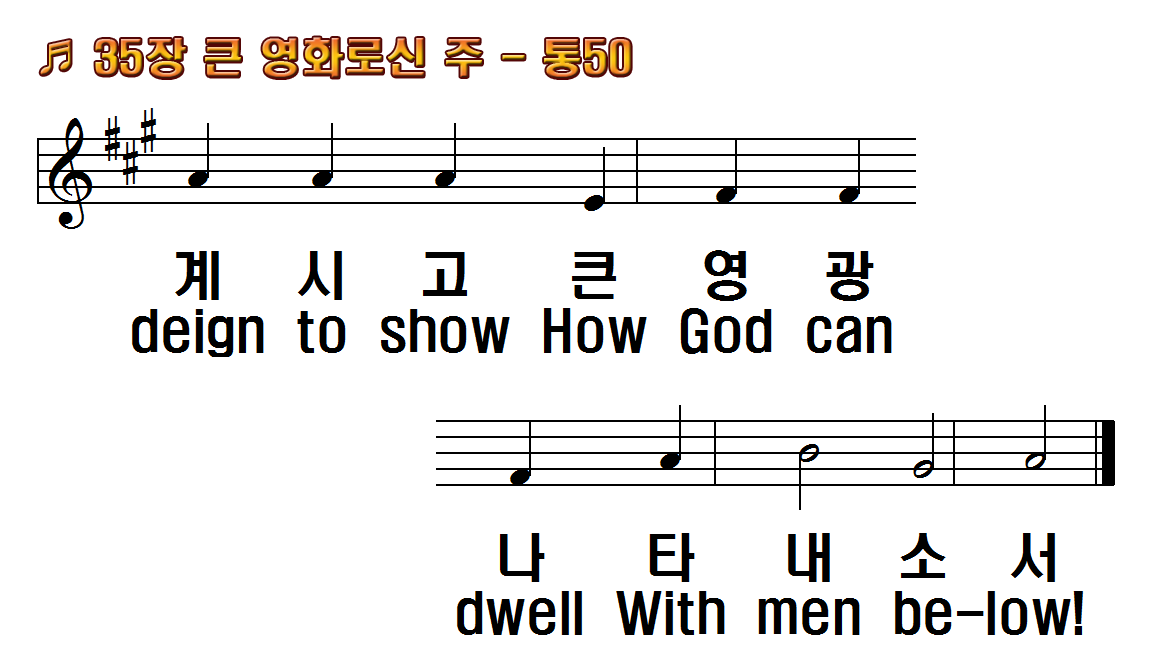 35장 큰 영화로신 주 - 통50
계 시 고 큰 영 광
deign to show How God can
나 타 내 소 서
dwell With men be-low!